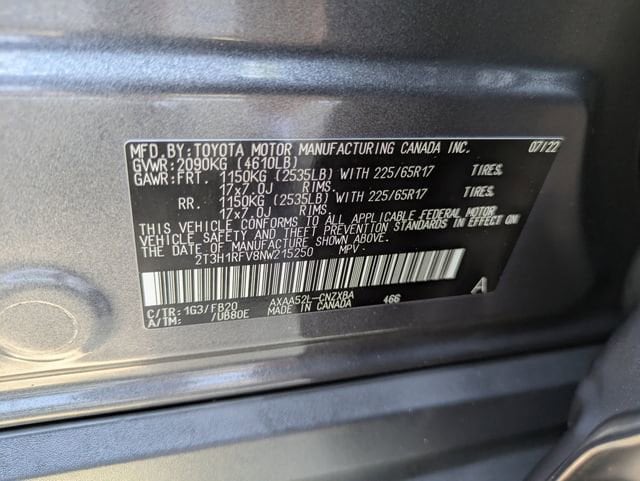 MFD. BY: TOYOTA MOTOR MANUFACTURING CANADA INC. 07/22
GVWR: 2090KG (4610LB)
GAWR: FRT. 1150KG (2535LB) WITH 225/65R17 TIRES,
17x7.0J RIMS.
RR. 1150KG (2535LB) WITH 225/65R17 TIRES,
17x7.0J RIMS.
THIS VEHICLE CONFORMS TO ALL APPLICABLE FEDERAL MOTOR
VEHICLE SAFETY AND THEFT PREVENTION STANDARDS IN EFFECT ON
THE DATE OF MANUFACTURE SHOWN ABOVE.
2T3H1RFV8NW215250 MPV
C/TR: 1G3/FB20 AXAA52L-CNZXBA 466 A
A/TM: /UB80E MADE IN CANADA